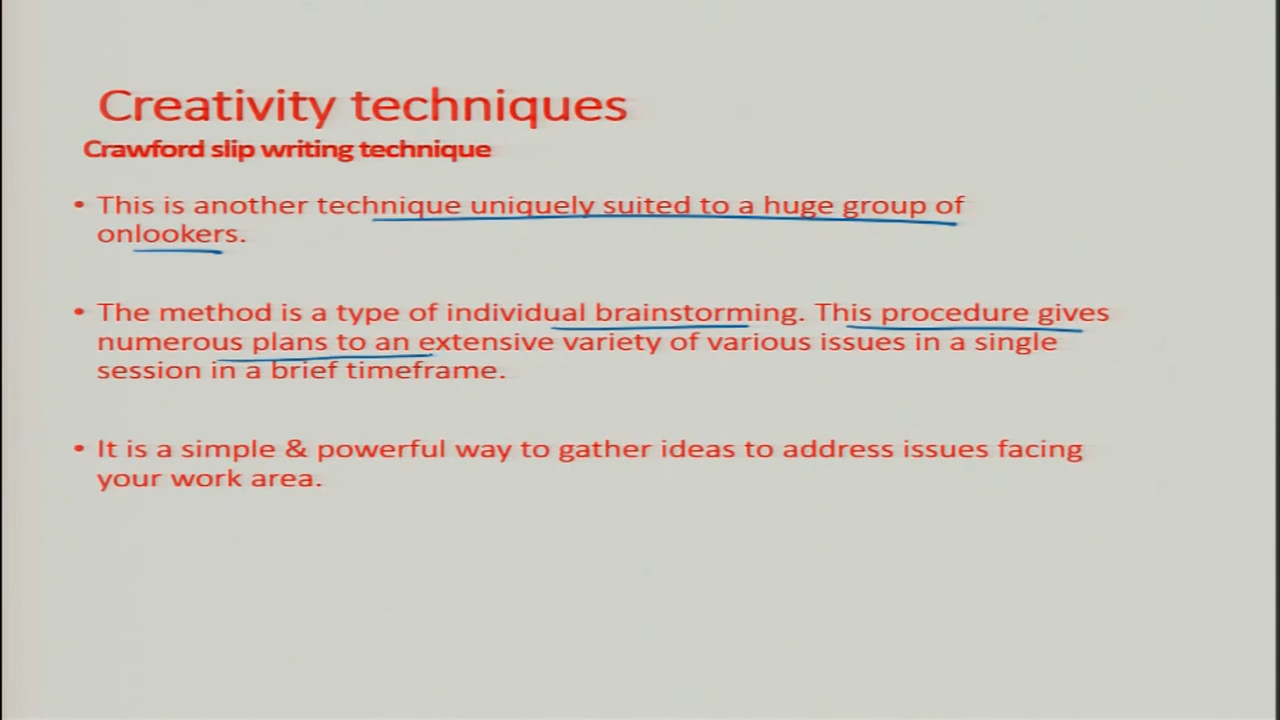 Creativity techniques
Crawford slip writing technique
• This is another technique uniquely suited to a huge group of
onlookers.
• The method is a type of individual brainstorming. This procedure gives
numerous plans to an extensive variety of various issues in a single
session in a brief timeframe.
• It is a simple & powerful way to gather ideas to address issues facing
your work area.